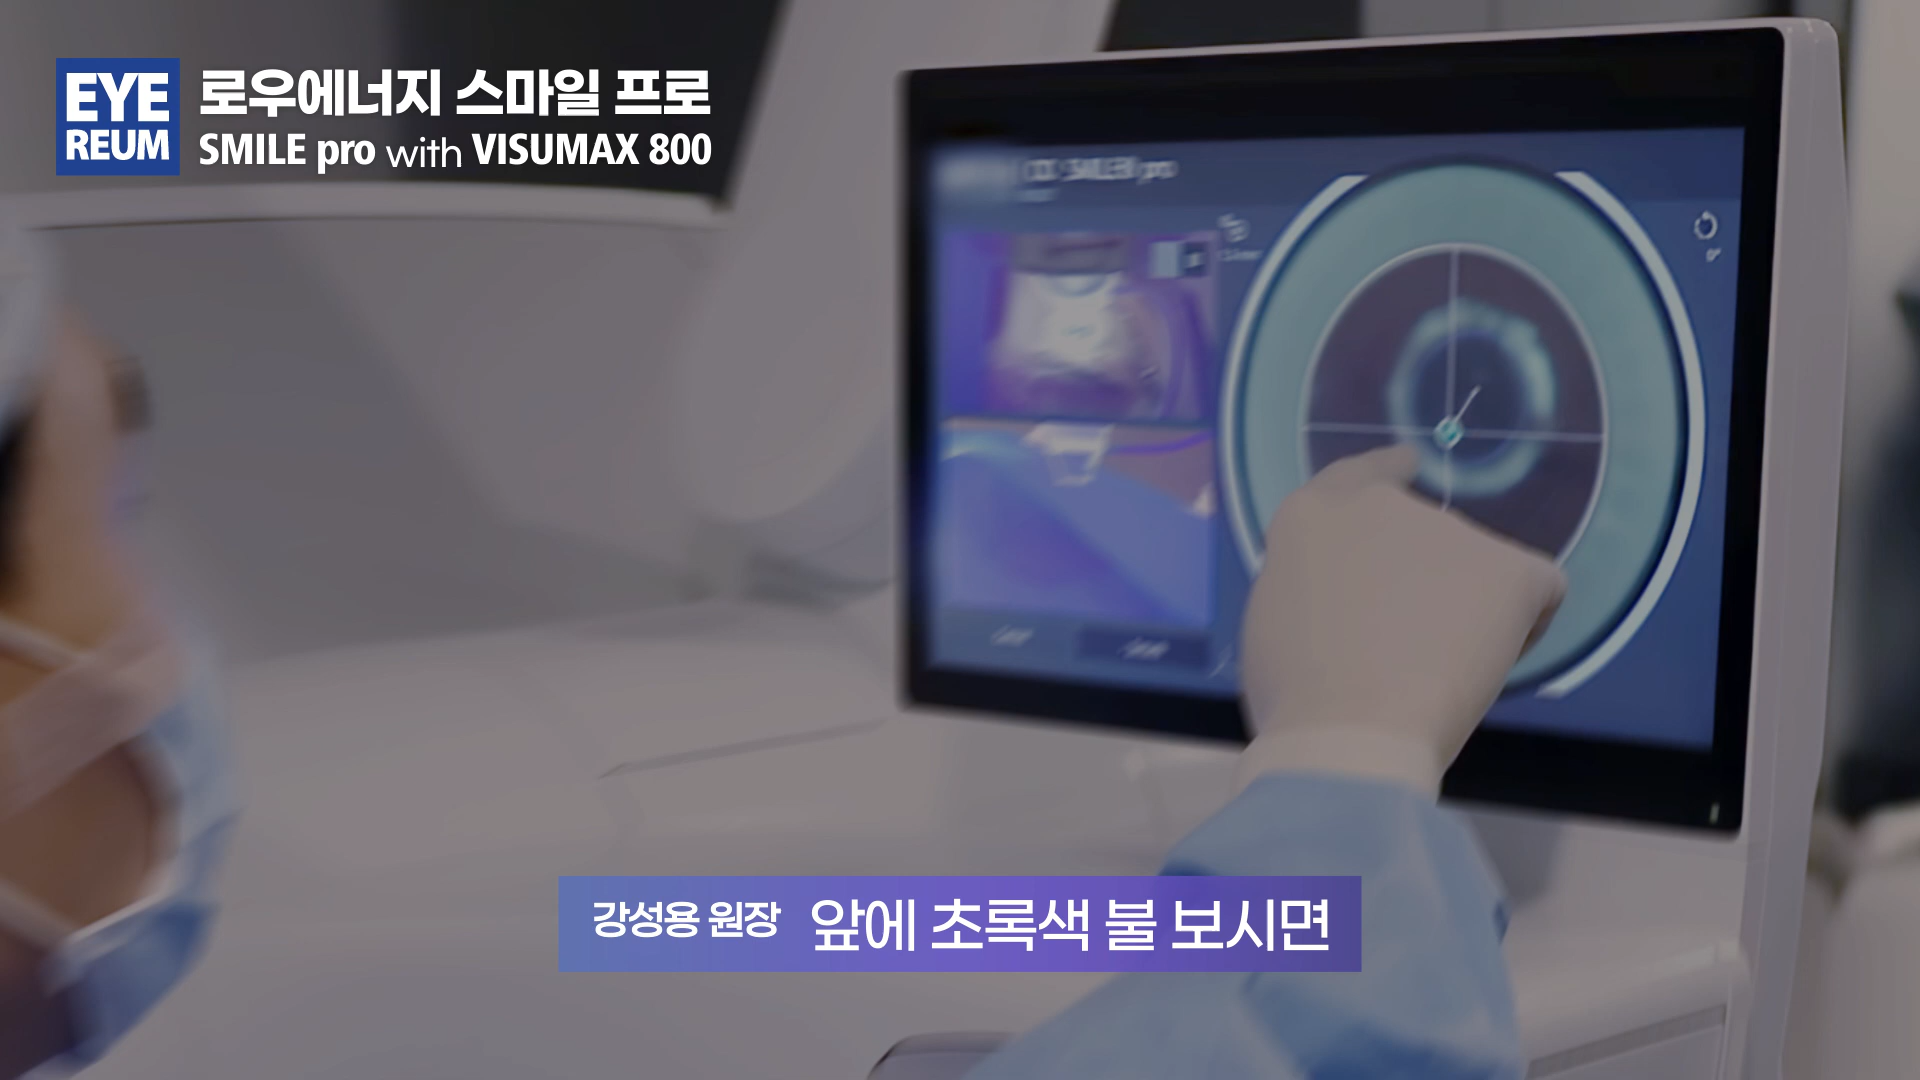 EYE
REUM
로우에너지 스마일 프로
SMILE pro with VISUMAX 800
강성용 원장 앞에 초록색 불 보시면